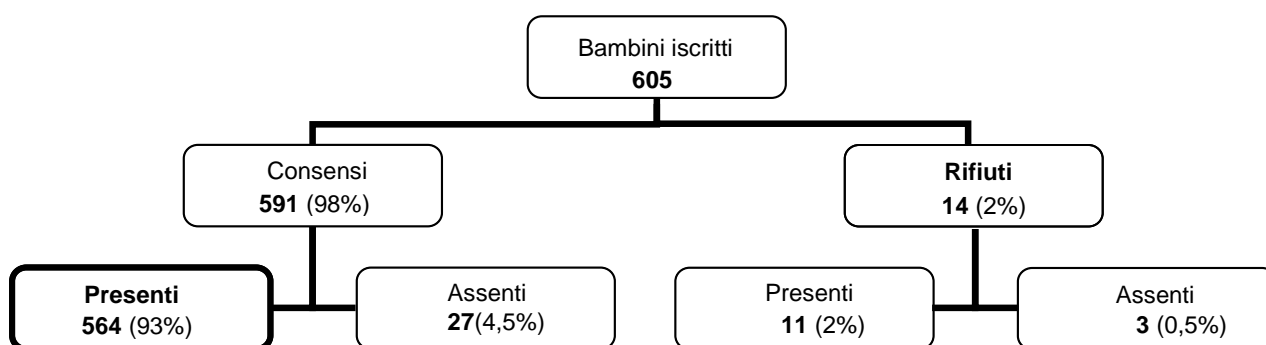 Bambini iscritti
605
Consensi
591 (98%)
Rifiuti
14 (2%)
Presenti
564 (93%)
Assenti
27(4,5%)
Presenti
11 (2%)
Assenti
3 (0,5%)